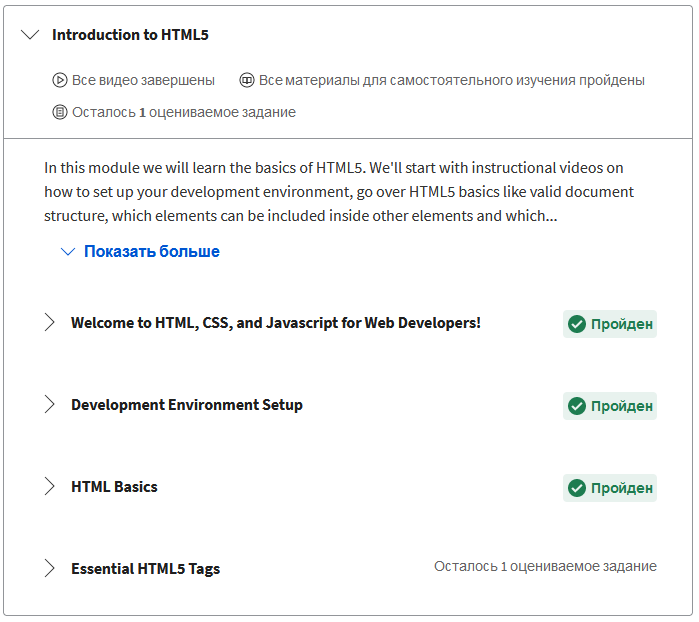 Introduction to HTML5
Все видео завершены Все материалы для самостоятельного изучения пройдены
Осталось 1 оцениваемое задание
In this module we will learn the basics of HTML5. We'll start with instructional videos on
how to set up your development environment, go over HTML5 basics like valid document
structure, which elements can be included inside other elements and which...
Показать больше
Welcome to HTML, CSS, and Javascript for Web Developers! Пройден
Development Environment Setup Пройден
HTML Basics Пройден
Essential HTML5 Tags Осталось 1 оцениваемое задание